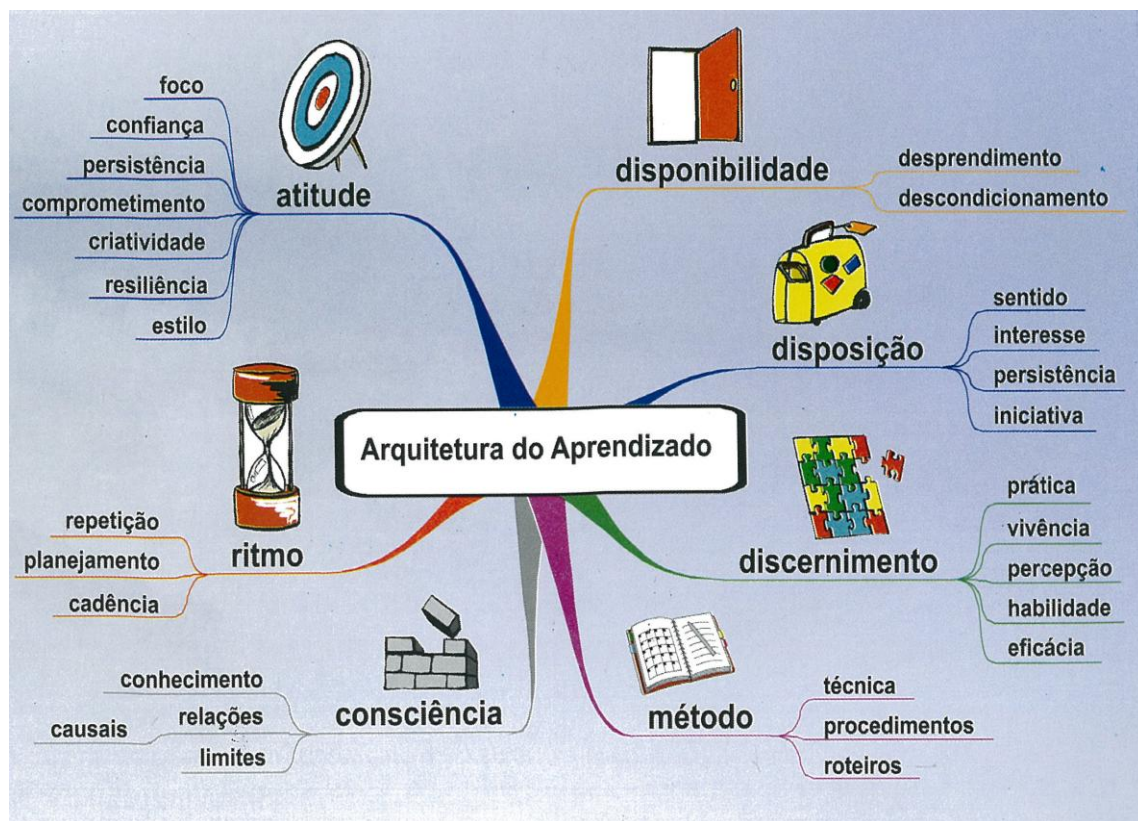 Arquitetura do Aprendizado
disponibilidade
desprendimento
descondicionamento
disposição
sentido
interesse
persistência
iniciativa
discernimento
prática
vivência
percepção
habilidade
eficácia
método
técnica
procedimentos
roteiros
consciência
conhecimento
relações
causais
limites
ritmo
repetição
planejamento
cadência
atitude
foco
confiança
persistência
comprometimento
criatividade
resiliência
estilo